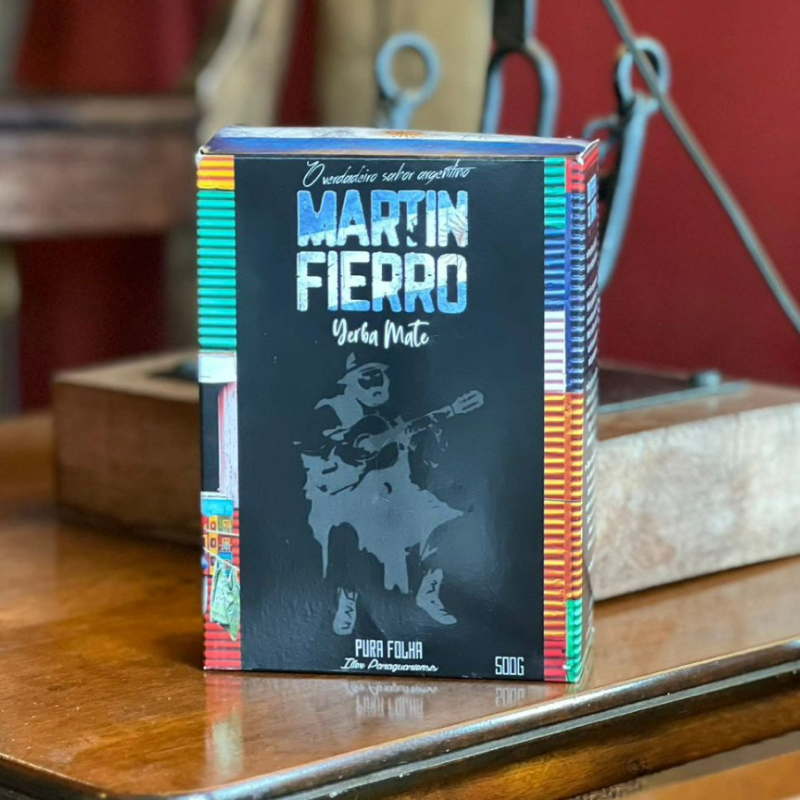 O verdadeiro sabor argentino
MARTIN
FIERRO
Yerba Mate
PURA FOLHA
Ilex Paraguariensis
500G